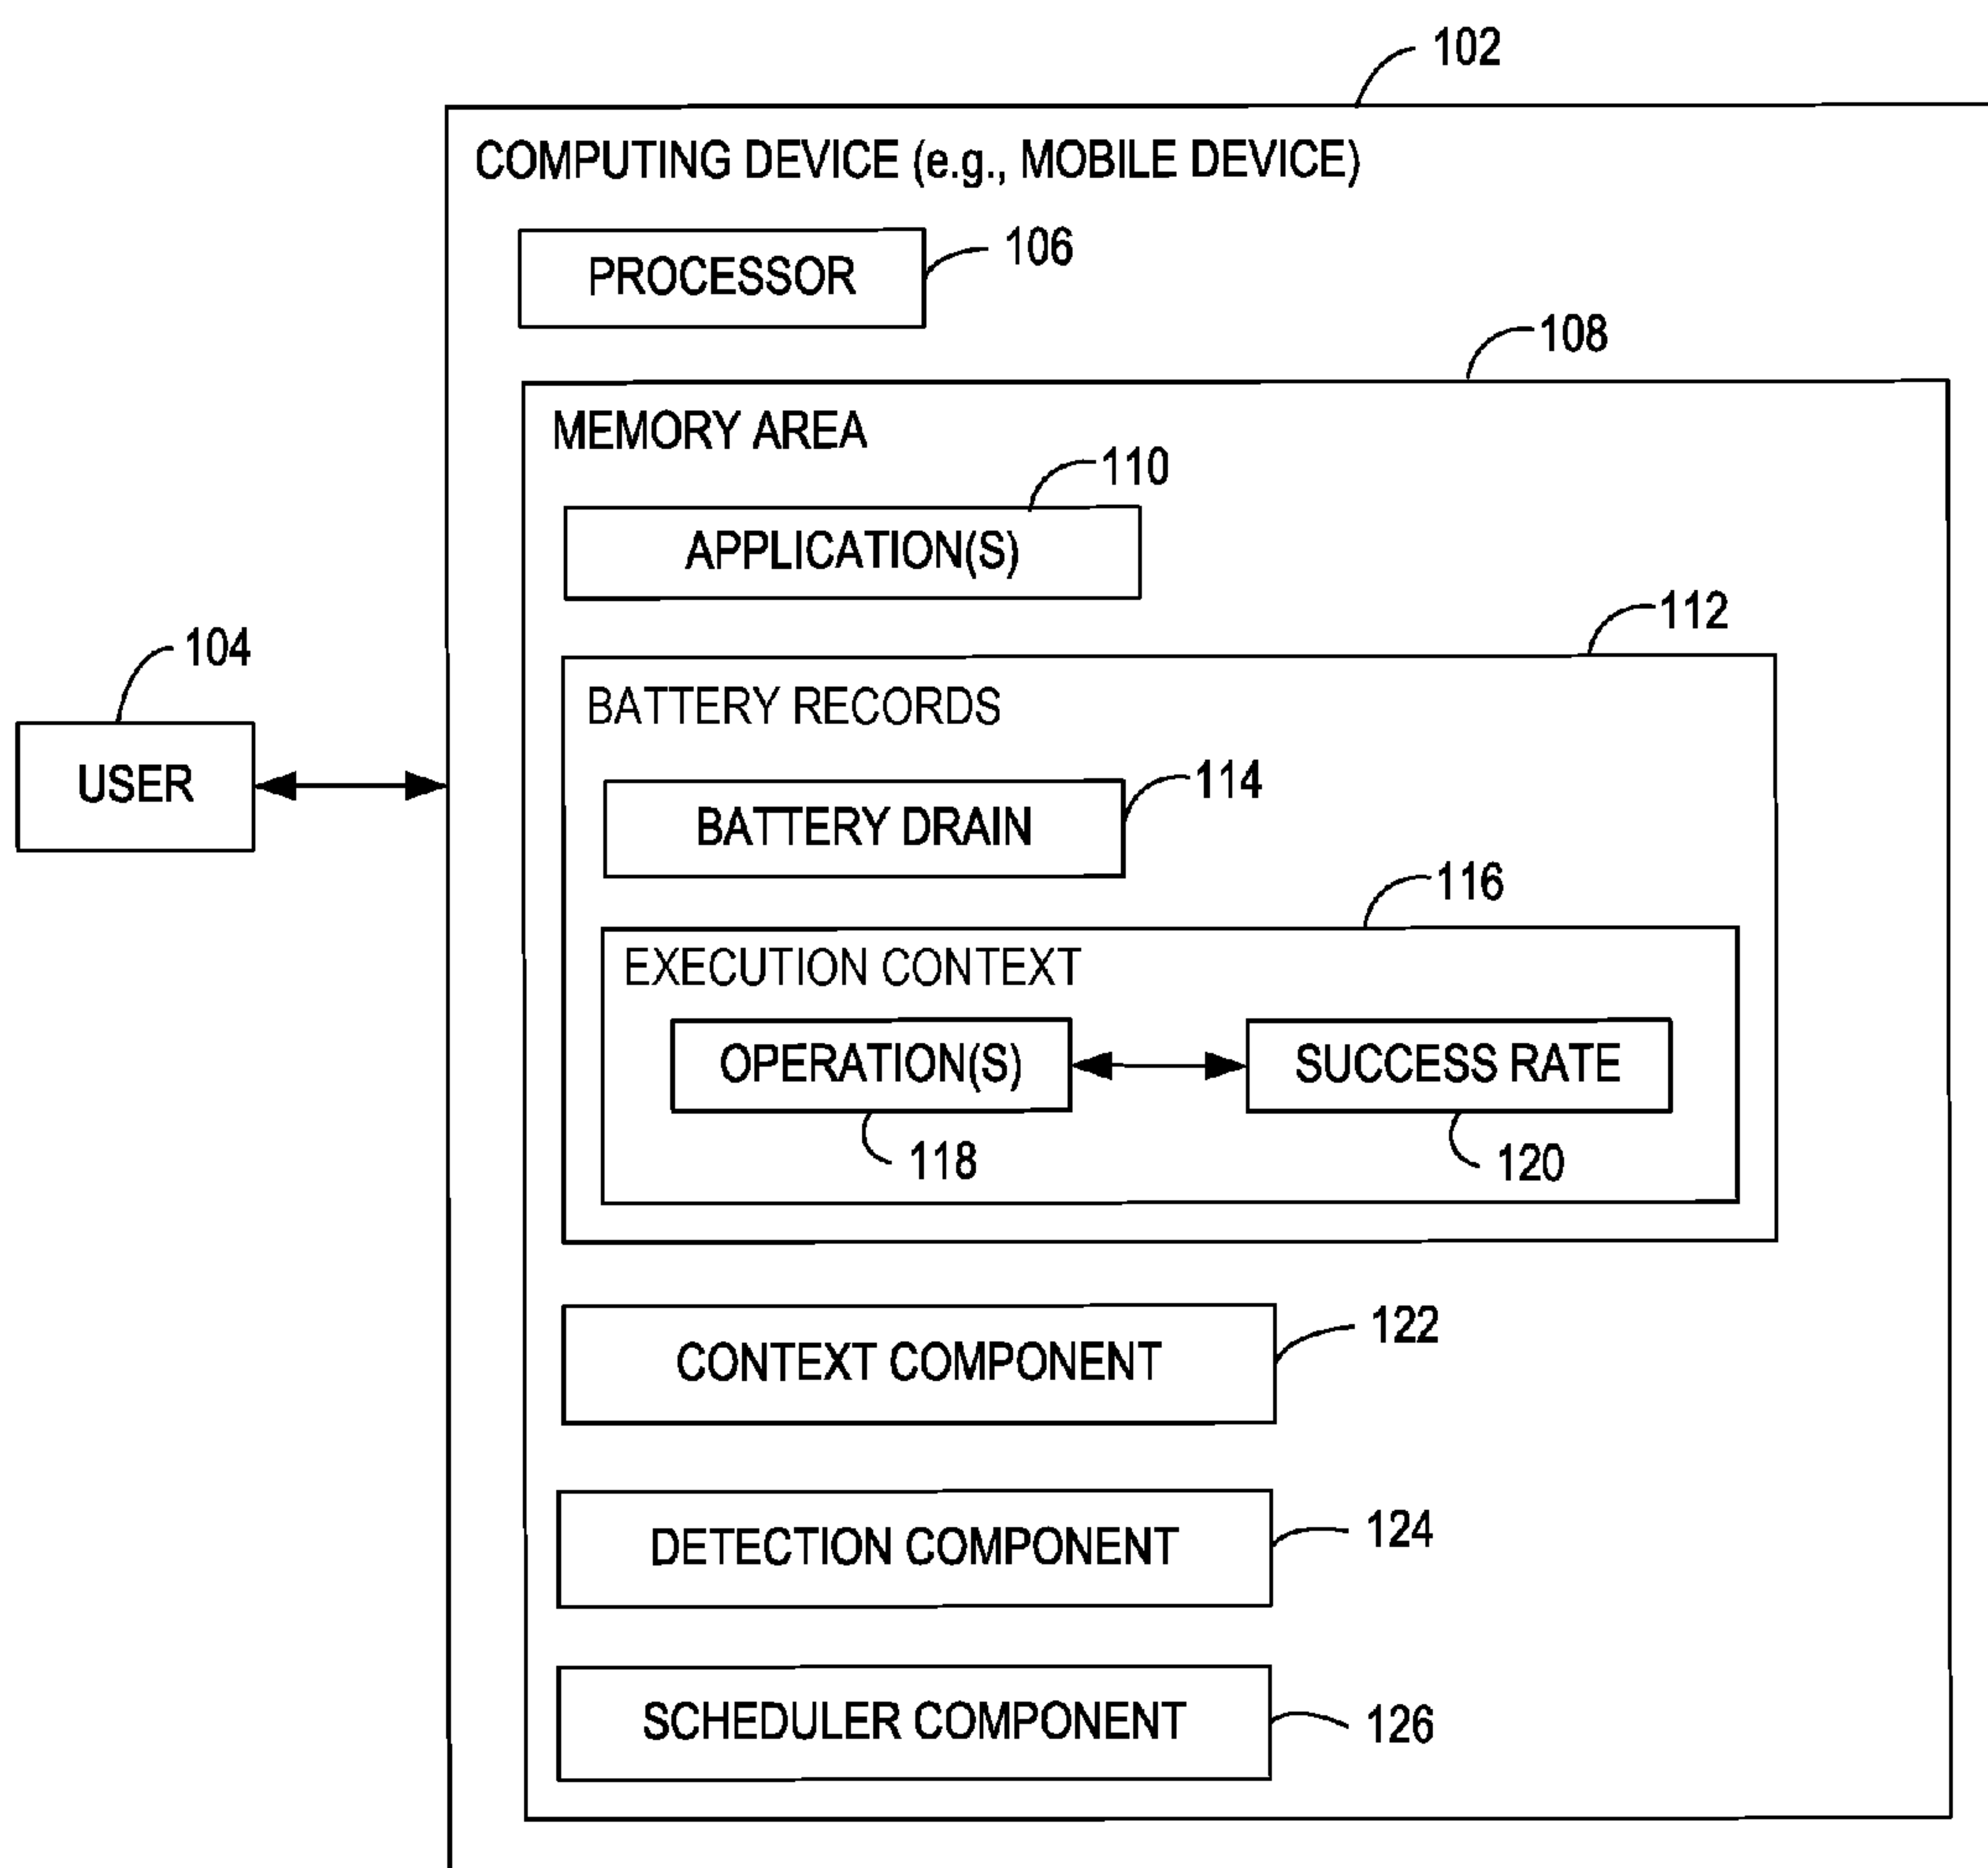 102
COMPUTING DEVICE (e.g., MOBILE DEVICE)
PROCESSOR
106
108
MEMORY AREA
110
APPLICATION(S)
112
104
BATTERY RECORDS
USER
114
BATTERY DRAIN
116
EXECUTION CONTEXT
OPERATION(S)
SUCCESS RATE
118
120
122
CONTEXT COMPONENT
124
DETECTION COMPONENT
SCHEDULER COMPONENT
126